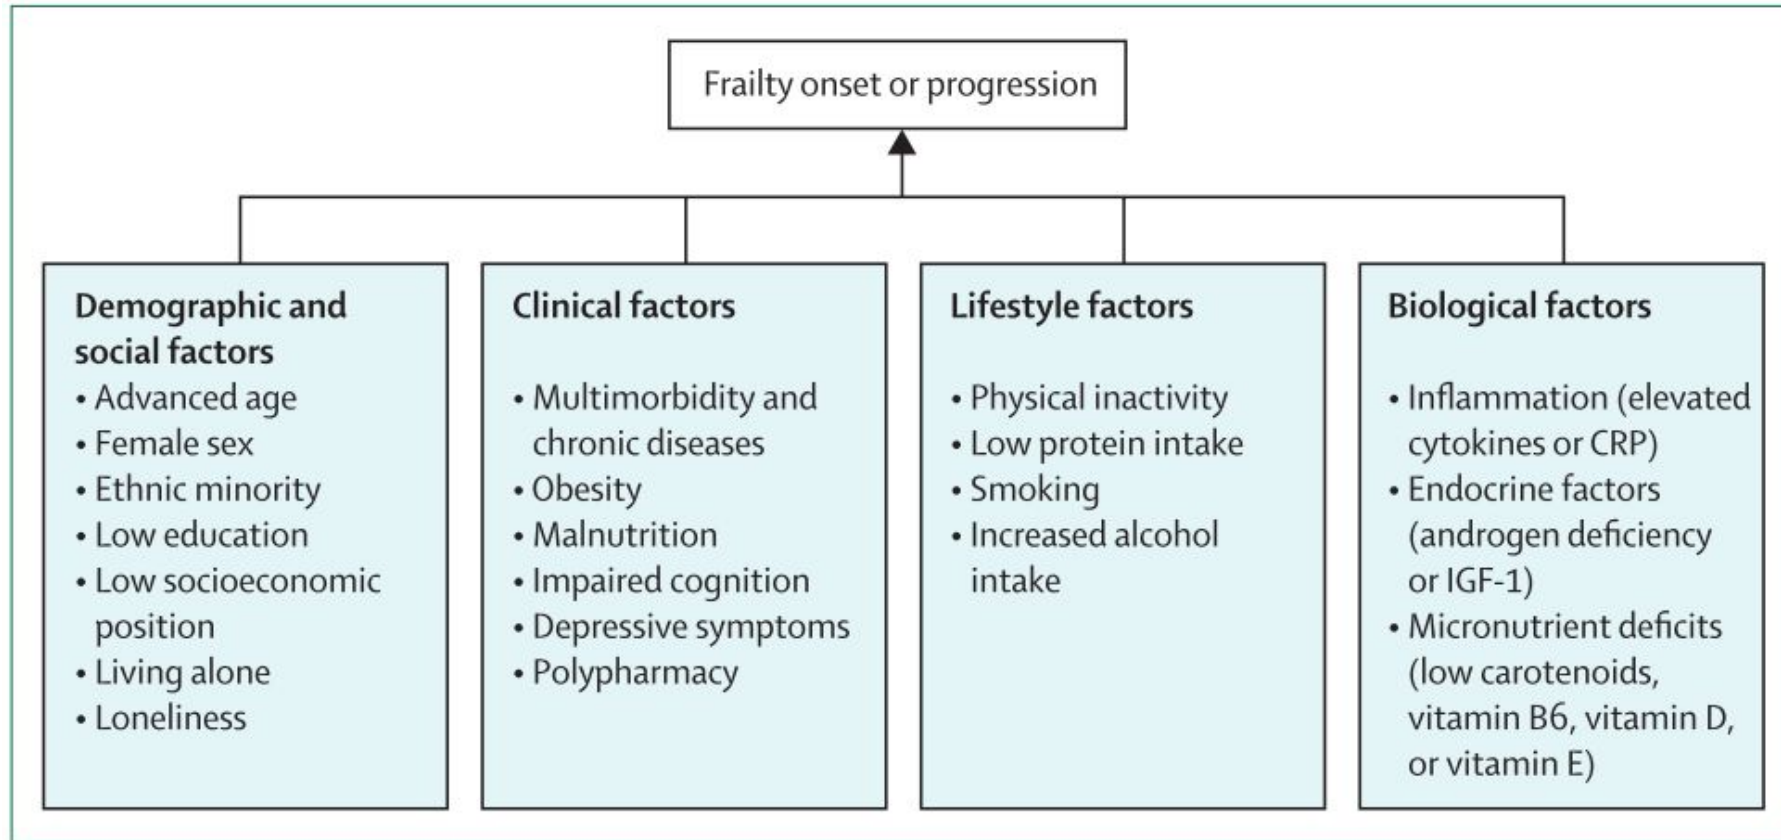 Frailty onset or progression
Demographic and
social factors
• Advanced age
• Female sex
• Ethnic minority
• Low education
• Low socioeconomic
position
• Living alone
• Loneliness
Clinical factors
• Multimorbidity and
chronic diseases
• Obesity
• Malnutrition
• Impaired cognition
• Depressive symptoms
• Polypharmacy
Lifestyle factors
• Physical inactivity
• Low protein intake
• Smoking
• Increased alcohol
intake
Biological factors
• Inflammation (elevated
cytokines or CRP)
• Endocrine factors
(androgen deficiency
or IGF-1)
• Micronutrient deficits
(low carotenoids,
vitamin B6, vitamin D,
or vitamin E)